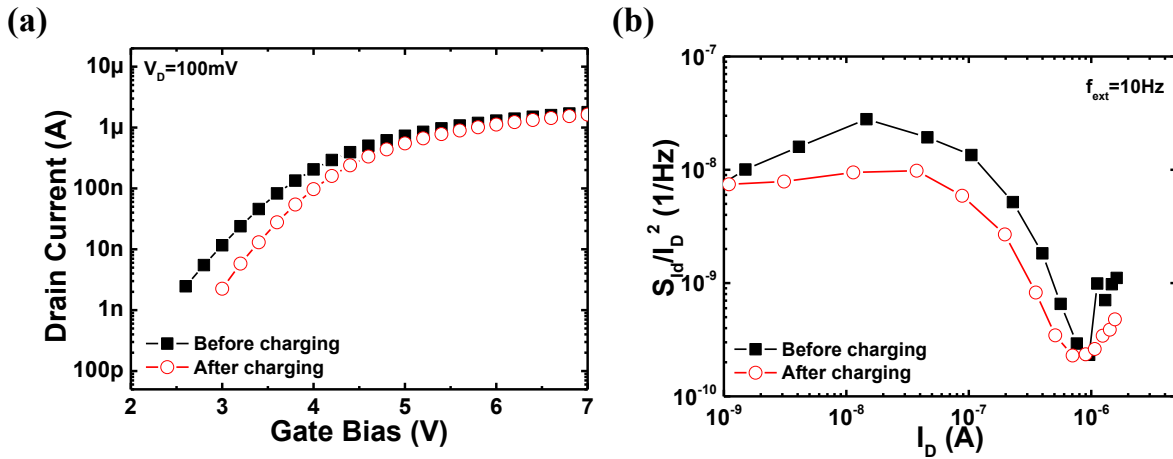 (a)
V_D=100mV
10µ
1µ
100n
10n
1n
100p
Drain Current (A)
Before charging
After charging
2 3 4 5 6 7
Gate Bias (V)
(b)
f_ext=10Hz
10^-7
10^-8
10^-9
10^-10
S_Id/I_D^2 (1/Hz)
Before charging
After charging
10^-9 10^-8 10^-7 10^-6
I_D (A)